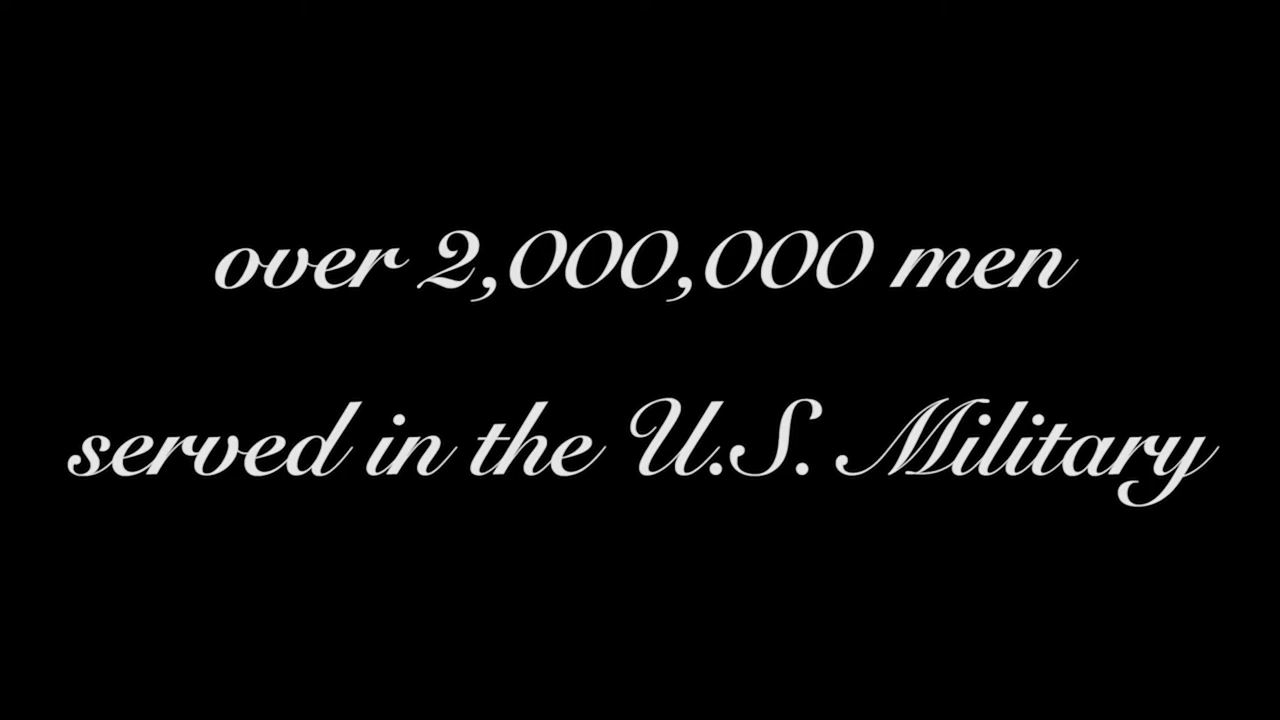 over 2,000,000 men
served in the U.S. Military